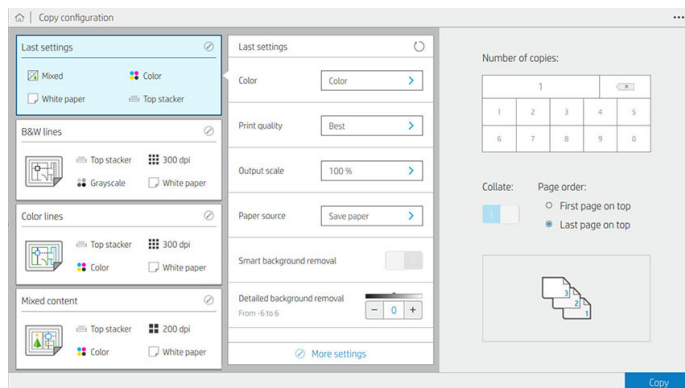 Copy configuration
Last settings
Mixed
Color
White paper
Top stacker
B&W lines
Top stacker
300 dpi
Grayscale
White paper
Color lines
Top stacker
300 dpi
Color
White paper
Mixed content
Top stacker
200 dpi
Color
White paper
Last settings
Color
Color
Print quality
Best
Output scale
100 %
Paper source
Save paper
Smart background
removal
Detailed background removal
From -6 to 6
− 0 +
More settings
Number of copies:
1
1 2 3 4 5
6 7 8 9 0
Collate:
Page order:
First page on top
Last page on top
3
2
1
Copy